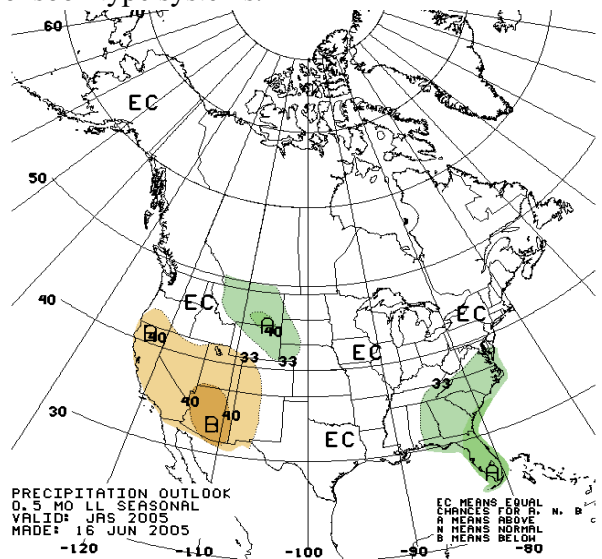 60
70
EC
50
40
EC
A
40
EC
B
40
EC
33
33
33
30
40
40
B
EC
A
PRECIPITATION OUTLOOK
0.5 MO LL SEASONAL
VALID: JAS 2005
MADE: 16 JUN 2005
EC MEANS EQUAL
CHANCES FOR A, N, B
A MEANS ABOVE
N MEANS NORMAL
B MEANS BELOW
-120
-110
-100
-90
-80